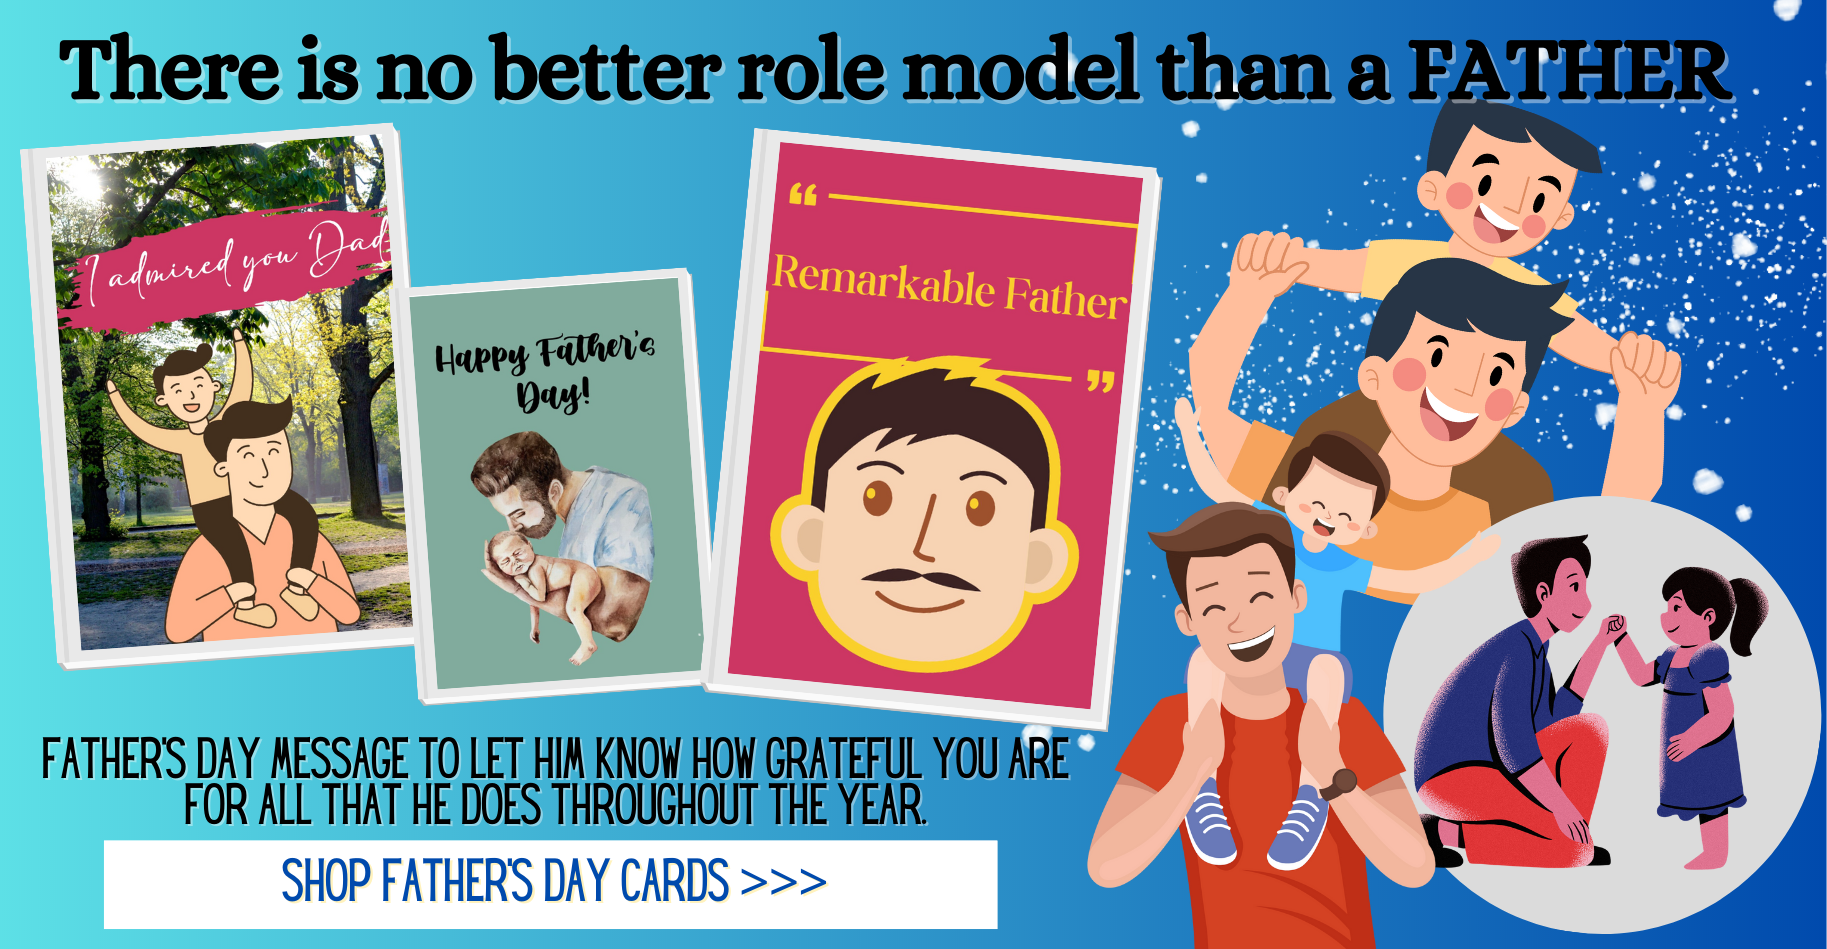 There is no better role model than a FATHER
I admired you Dad
Happy Father's
Day!
“
Remarkable Father
”
FATHER'S DAY MESSAGE TO LET HIM KNOW HOW GRATEFUL YOU ARE
FOR ALL THAT HE DOES THROUGHOUT THE YEAR.
SHOP FATHER'S DAY CARDS >>>